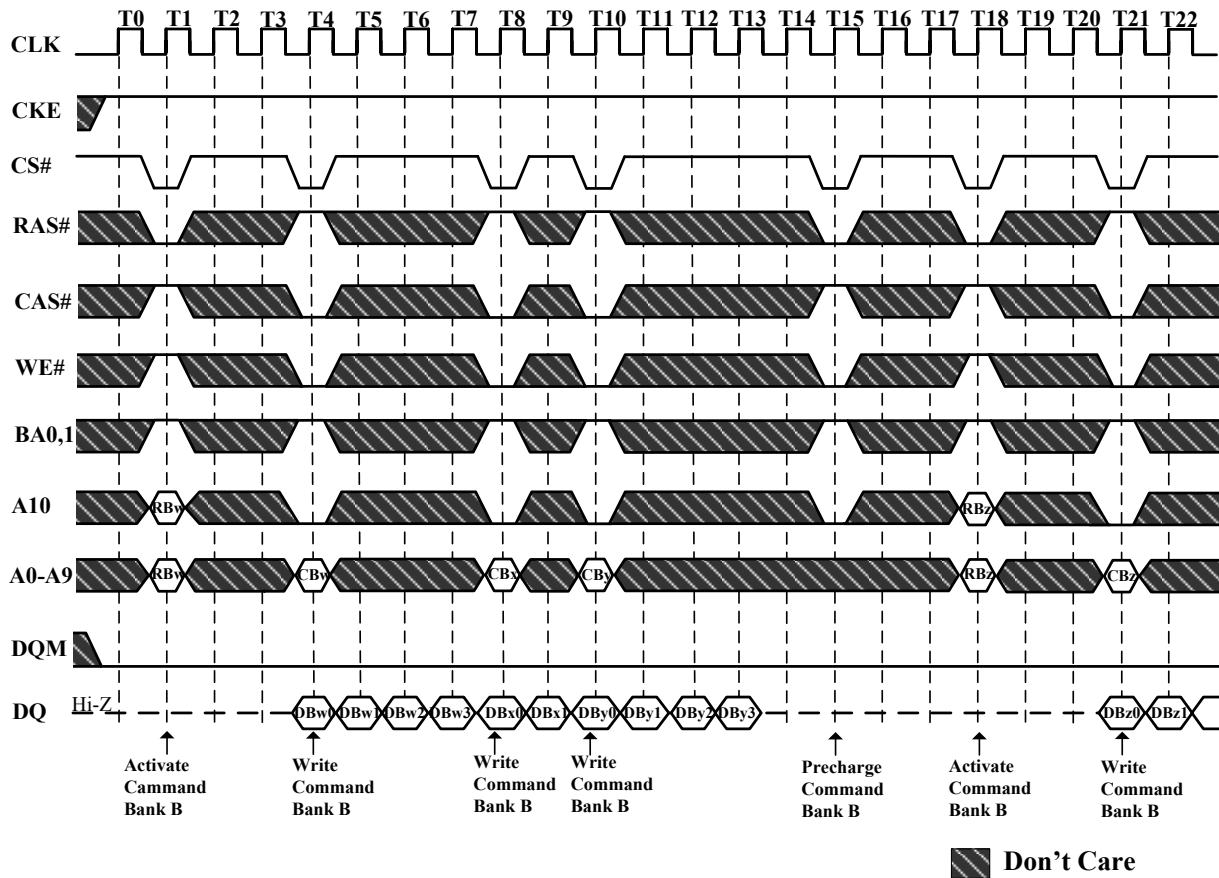 T0 T1 T2 T3 T4 T5 T6 T7 T8 T9 T10 T11 T12 T13 T14 T15 T16 T17 T18 T19 T20 T21 T22
CLK
CKE
CS#
RAS#
CAS#
WE#
BA0,1
A10 RBw RBz
A0-A9 RBw CBw CBx CBy RBz CBz
DQM
DQ Hi-Z DBw0 DBw1 DBw2 DBw3 DBx0 DBx1 DBy0 DBy1 DBy2 DBy3 DBz0 DBz1
Activate
Cammand
Bank B
Write
Command
Bank B
Write
Command
Bank B
Write
Command
Bank B
Precharge
Command
Bank B
Activate
Command
Bank B
Write
Command
Bank B
Don’t Care